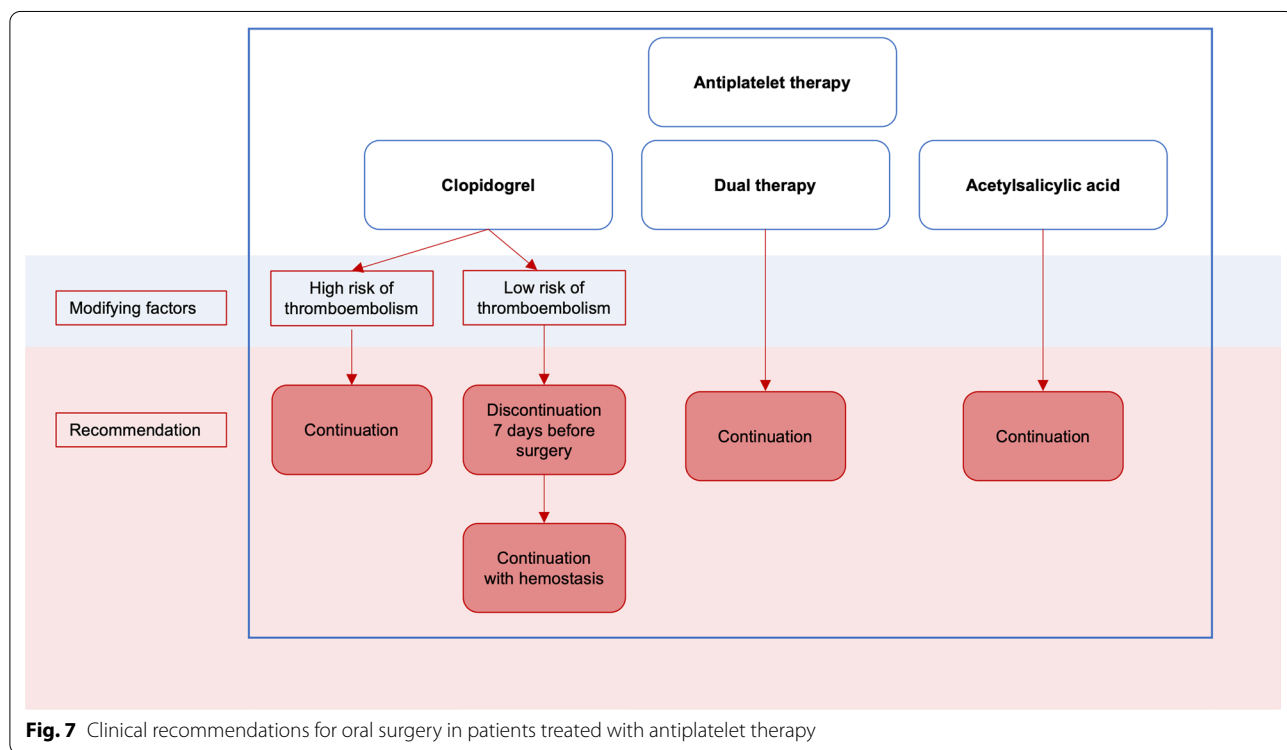 Antiplatelet therapy
Clopidogrel
Dual therapy
Acetylsalicylic acid
Modifying factors
High risk of
thromboembolism
Low risk of
thromboembolism
Recommendation
Continuation
Discontinuation
7 days before
surgery
Continuation
Continuation
Continuation
with hemostasis
Fig. 7 Clinical recommendations for oral surgery in patients treated with antiplatelet therapy